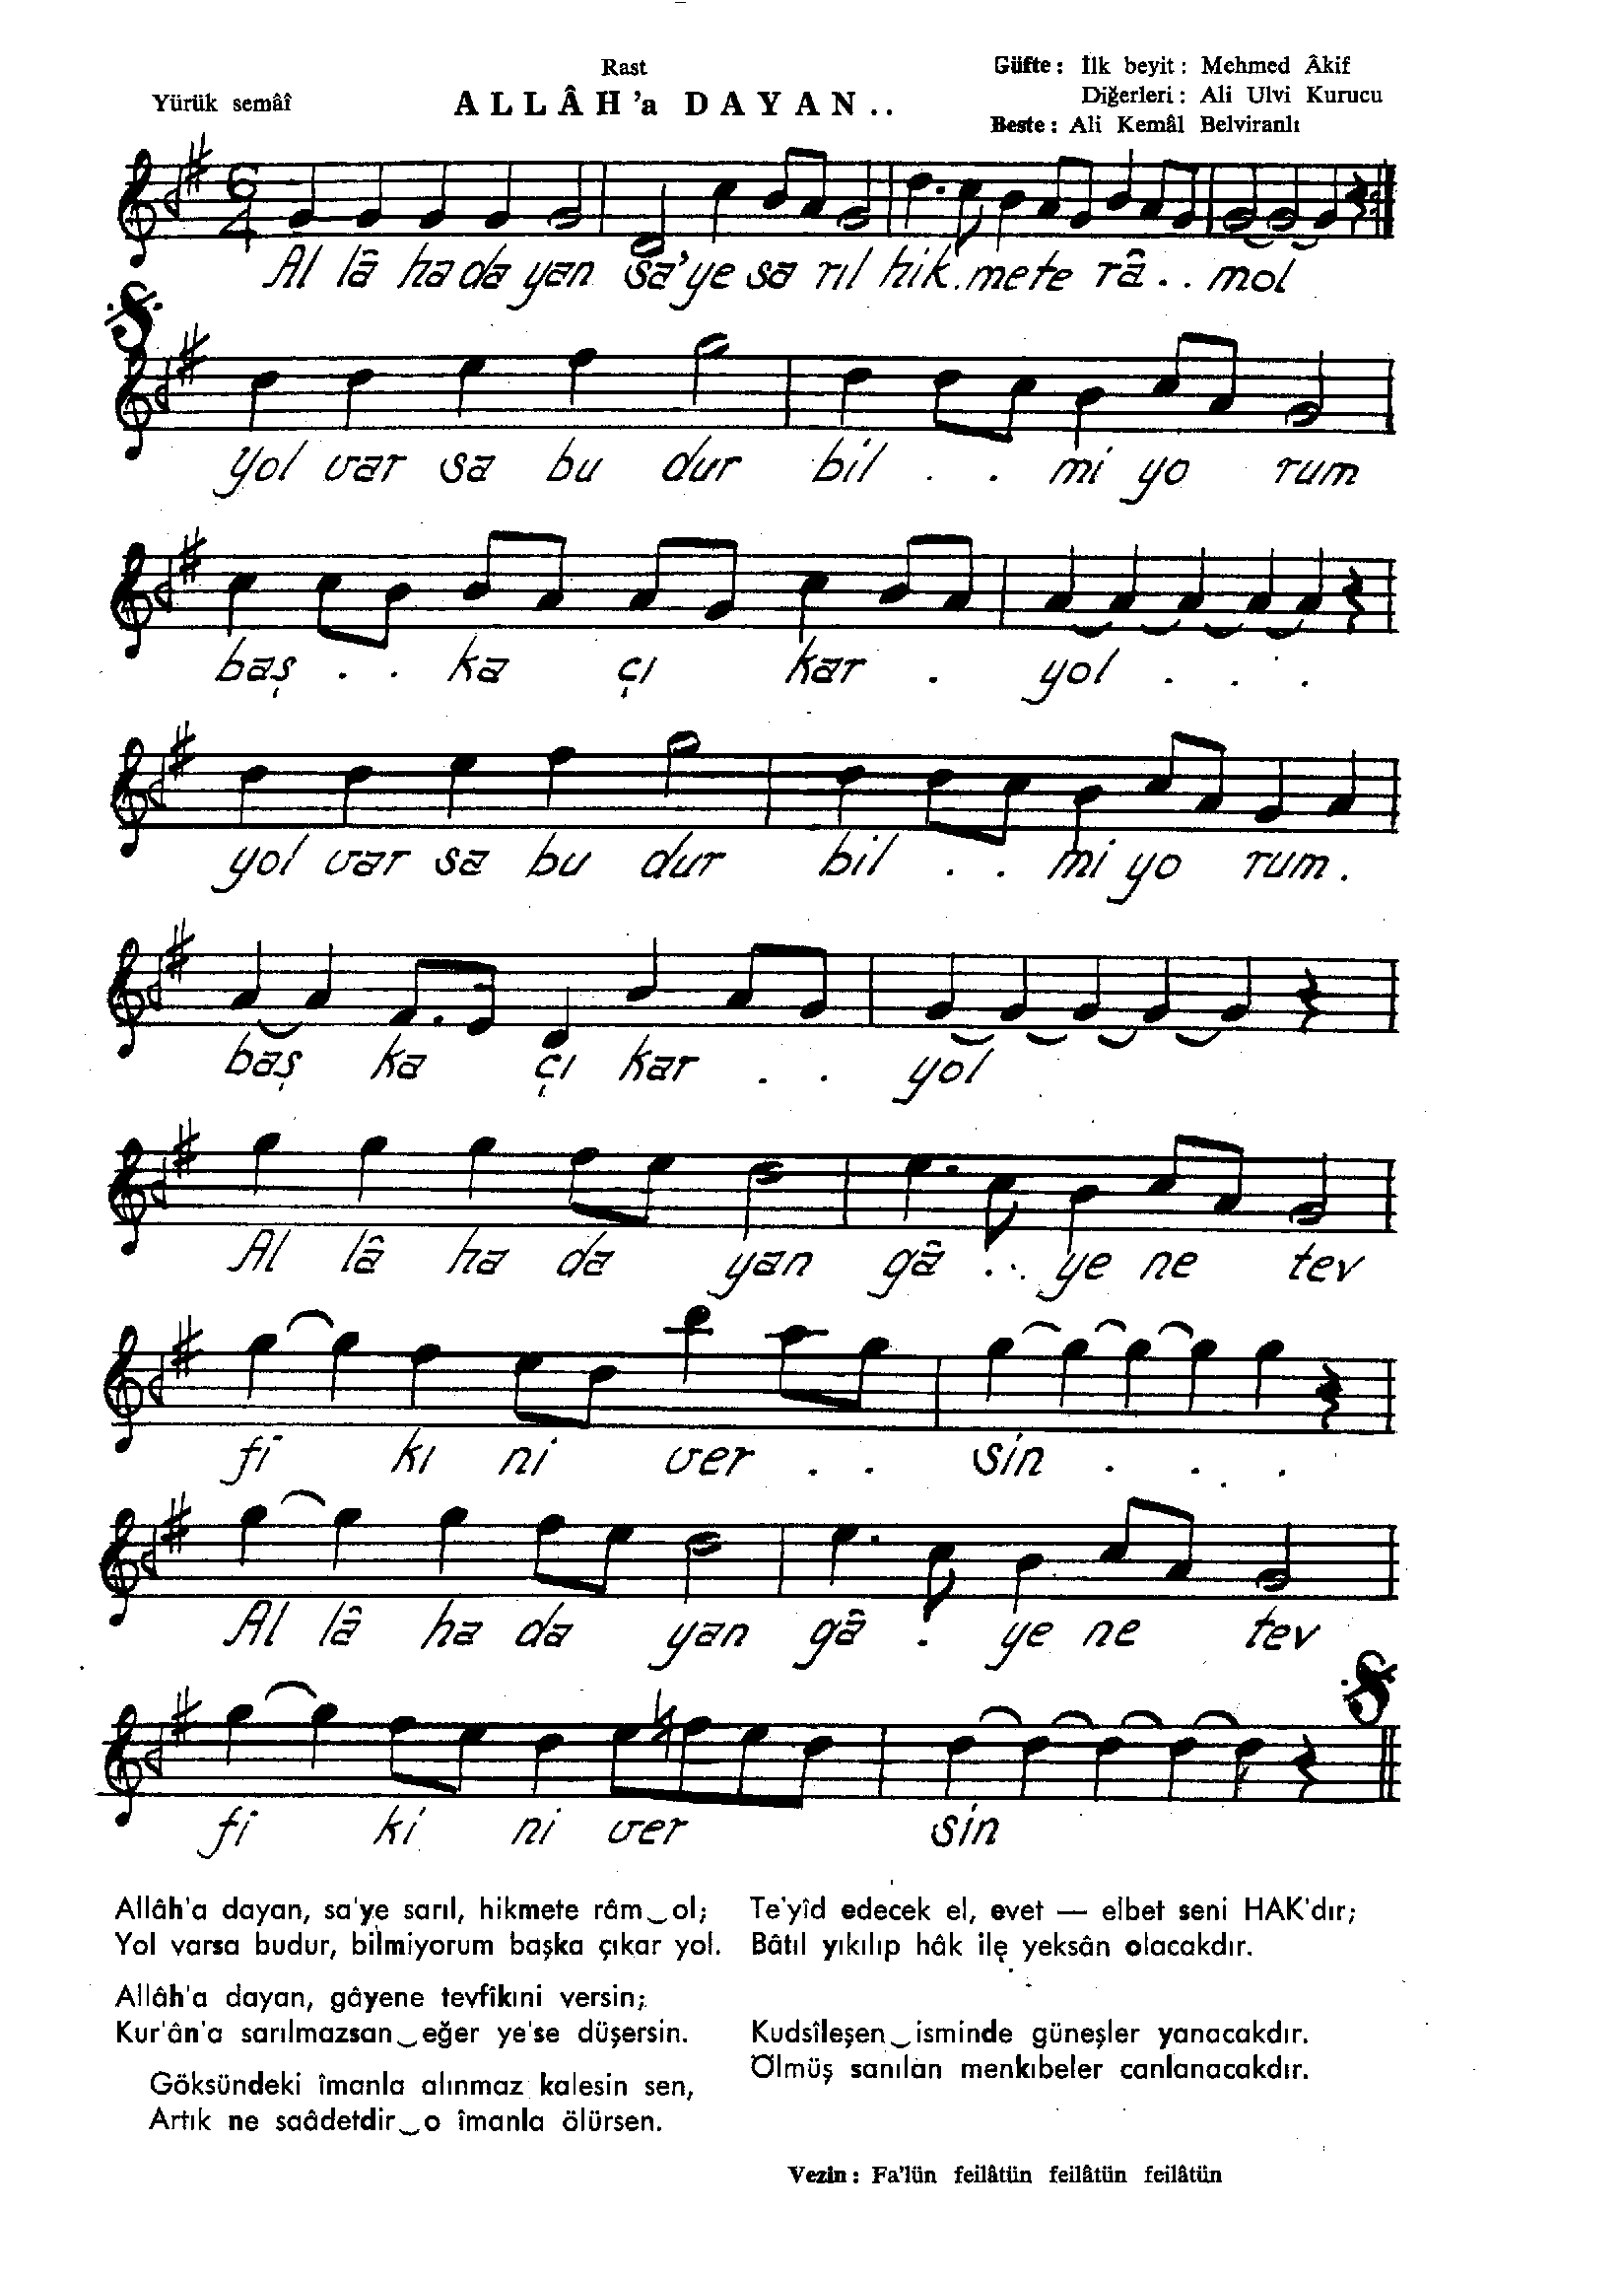 Rast
Güfte: İlk beyit: Mehmed Âkif
Yürük semâî
ALLÂH'a DAYAN..
Diğerleri: Ali Ulvi Kurucu
Beste: Ali Kemâl Belviranlı
6
4
Al lâ ha da yan sa'ye sa rıl hik.mete râ . . mol
yol var sa bu dur bil . . mi yo rum
baş . . ka çı kar . yol . . .
yol var sa bu dur bil . . mi yo rum .
baş ka çı kar . . yol
Al lâ ha da yan gâ . . ye ne tev
fi kı ni ver . . sin . . .
Al lâ ha da yan gâ . ye ne tev
fi ki ni ver sin
Allâh'a dayan, sa'ye sarıl, hikmete râm‿ol;
Yol varsa budur, bilmiyorum başka çıkar yol.
Allâh'a dayan, gâyene tevfikıni versin;
Kur'ân'a sarılmazsan‿eğer ye'se düşersin.
Göksündeki îmanla alınmaz kalesin sen,
Artık ne saâdetdir‿o îmanla ölürsen.
Te'yîd edecek el, evet — elbet seni HAK'dır;
Bâtıl yıkılıp hâk ile yeksân olacakdır.
Kudsîleşen‿isminde güneşler yanacakdır.
Ölmüş sanılan menkıbeler canlanacakdır.
Vezin: Fa'lün feilâtün feilâtün feilâtün